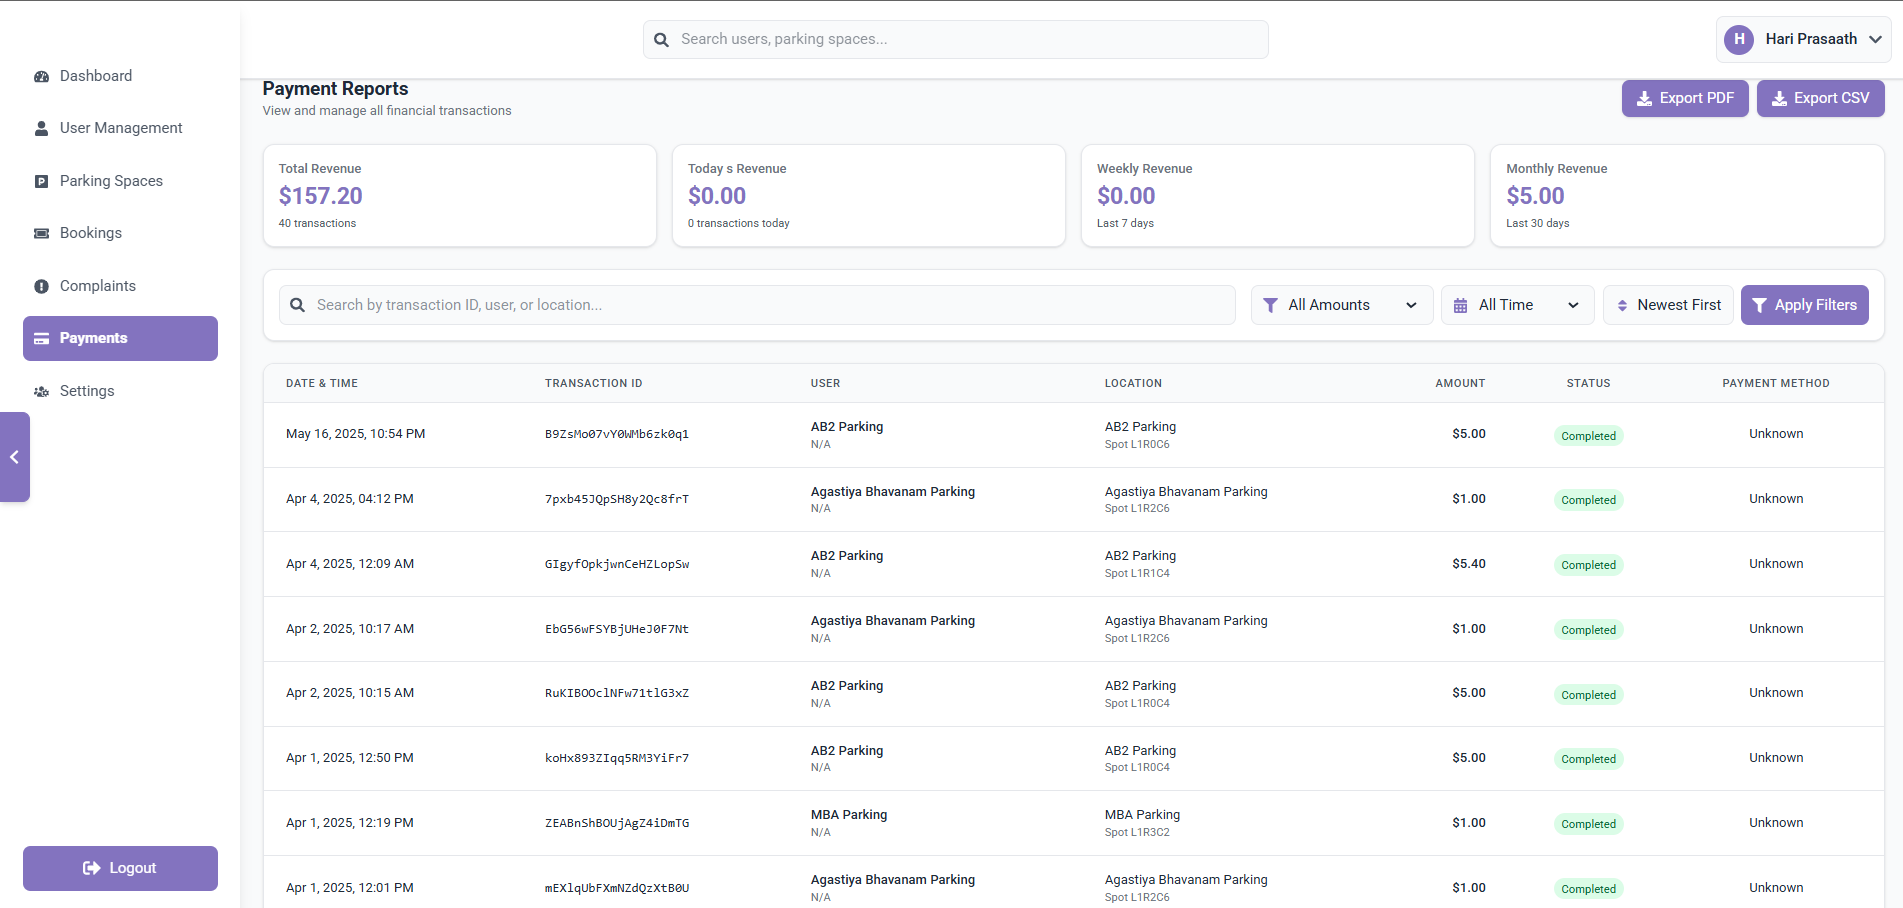 Search users, parking spaces...
H Hari Prasaath
Dashboard
User Management
Parking Spaces
Bookings
Complaints
Payments
Settings
Logout
Payment Reports
View and manage all financial transactions
Export PDF
Export CSV
Total Revenue
$157.20
40 transactions
Today s Revenue
$0.00
0 transactions today
Weekly Revenue
$0.00
Last 7 days
Monthly Revenue
$5.00
Last 30 days
Search by transaction ID, user, or location...
All Amounts
All Time
Newest First
Apply Filters
DATE & TIME TRANSACTION ID USER LOCATION AMOUNT STATUS PAYMENT METHOD
May 16, 2025, 10:54 PM B9ZsMo07vY0WMb6zk0q1 AB2 Parking AB2 Parking $5.00 Completed Unknown
N/A Spot L1R0C6
Apr 4, 2025, 04:12 PM 7pxb45JQpSH8y2Qc8frT Agastiya Bhavanam Parking Agastiya Bhavanam Parking $1.00 Completed Unknown
N/A Spot L1R2C6
Apr 4, 2025, 12:09 AM GIgyfOpkjwnCeHZLopSw AB2 Parking AB2 Parking $5.40 Completed Unknown
N/A Spot L1R1C4
Apr 2, 2025, 10:17 AM EbG56wFSYBjUHeJ0F7Nt Agastiya Bhavanam Parking Agastiya Bhavanam Parking $1.00 Completed Unknown
N/A Spot L1R2C6
Apr 2, 2025, 10:15 AM RuKIBOOclNFw71tlG3xZ AB2 Parking AB2 Parking $5.00 Completed Unknown
N/A Spot L1R0C4
Apr 1, 2025, 12:50 PM koHx893ZIqq5RM3YiFr7 AB2 Parking AB2 Parking $5.00 Completed Unknown
N/A Spot L1R0C4
Apr 1, 2025, 12:19 PM ZEABnShBOUjAgZ4iDmTG MBA Parking MBA Parking $1.00 Completed Unknown
N/A Spot L1R3C2
Apr 1, 2025, 12:01 PM mEXlqUbFXmNZdQzXtB0U Agastiya Bhavanam Parking Agastiya Bhavanam Parking $1.00 Completed Unknown
N/A Spot L1R2C6